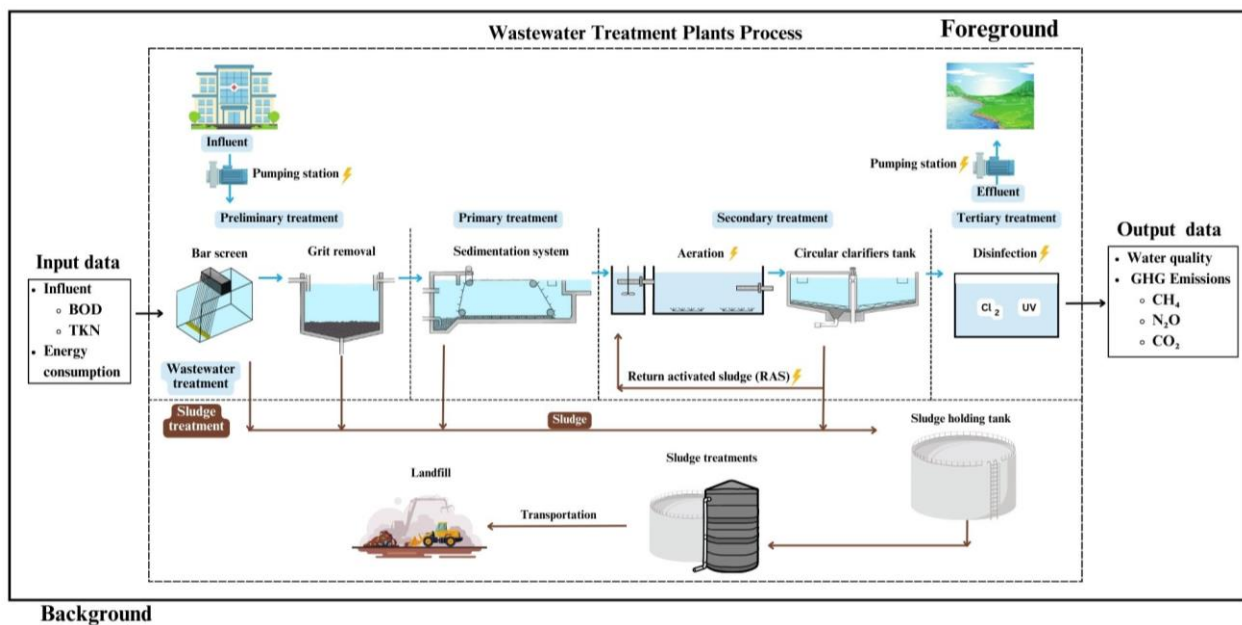 Wastewater Treatment Plants Process
Foreground
Influent
Pumping station
Pumping station
Effluent
Preliminary treatment
Primary treatment
Secondary treatment
Tertiary treatment
Bar screen
Grit removal
Sedimentation system
Aeration
Circular clarifiers tank
Disinfection
Cl₂
UV
Input data
• Influent
○ BOD
○ TKN
• Energy
consumption
Output data
• Water quality
• GHG Emissions
○ CH₄
○ N₂O
○ CO₂
Wastewater
treatment
Return activated sludge (RAS)
Sludge
treatment
Sludge
Sludge holding tank
Sludge treatments
Landfill
Transportation
Background